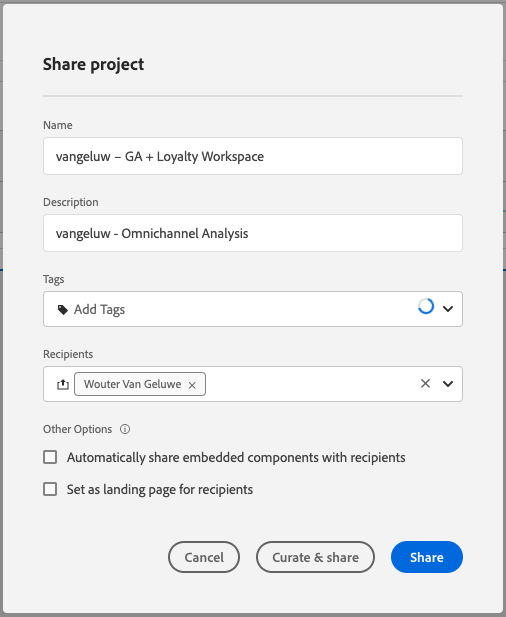 Share project
Name
vangeluw – GA + Loyalty Workspace
Description
vangeluw - Omnichannel Analysis
Tags
Add Tags
Recipients
Wouter Van Geluwe
Other Options
Automatically share embedded components with recipients
Set as landing page for recipients
Cancel Curate & share Share